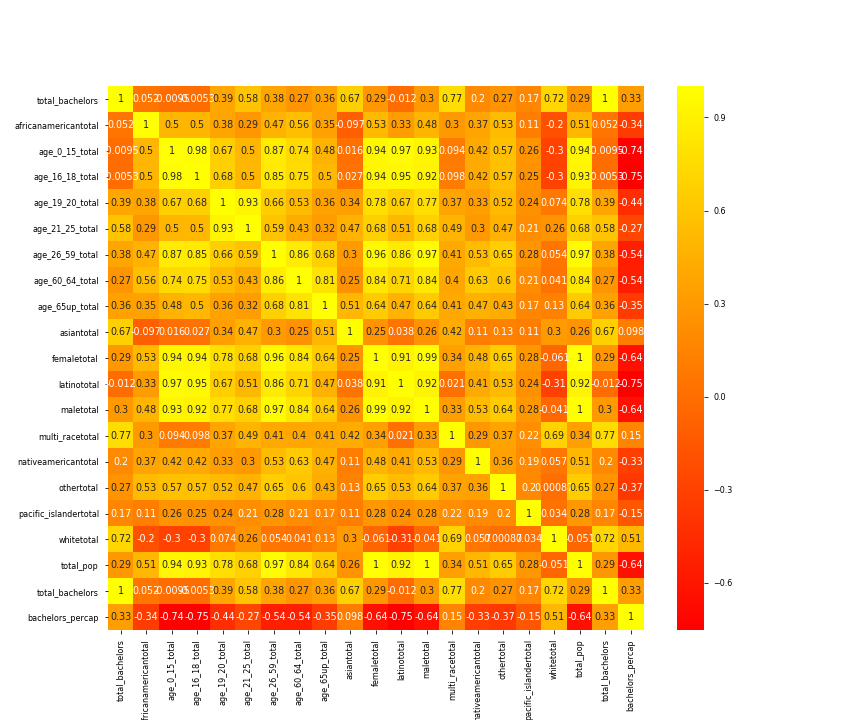 total_bachelors 1 0.052 0.0095 0.0053 0.39 0.58 0.38 0.27 0.36 0.67 0.29 -0.012 0.3 0.77 0.2 0.27 0.17 0.72 0.29 1 0.33
africanamericantotal 0.052 1 0.5 0.5 0.38 0.29 0.47 0.56 0.35 -0.097 0.53 0.33 0.48 0.3 0.37 0.53 0.11 -0.2 0.51 0.052 -0.34
age_0_15_total 0.0095 0.5 1 0.98 0.67 0.5 0.87 0.74 0.48 0.016 0.94 0.97 0.93 0.094 0.42 0.57 0.26 -0.3 0.94 0.0095 -0.74
age_16_18_total 0.0053 0.5 0.98 1 0.68 0.5 0.85 0.75 0.5 0.027 0.94 0.95 0.92 0.098 0.42 0.57 0.25 -0.3 0.93 0.0053 -0.75
age_19_20_total 0.39 0.38 0.67 0.68 1 0.93 0.66 0.53 0.36 0.34 0.78 0.67 0.77 0.37 0.33 0.52 0.24 0.074 0.78 0.39 -0.44
age_21_25_total 0.58 0.29 0.5 0.5 0.93 1 0.59 0.43 0.32 0.47 0.68 0.51 0.68 0.49 0.3 0.47 0.21 0.26 0.68 0.58 -0.27
age_26_59_total 0.38 0.47 0.87 0.85 0.66 0.59 1 0.86 0.68 0.3 0.96 0.86 0.97 0.41 0.53 0.65 0.28 0.054 0.97 0.38 -0.54
age_60_64_total 0.27 0.56 0.74 0.75 0.53 0.43 0.86 1 0.81 0.25 0.84 0.71 0.84 0.4 0.63 0.6 0.21 0.041 0.84 0.27 -0.54
age_65up_total 0.36 0.35 0.48 0.5 0.36 0.32 0.68 0.81 1 0.51 0.64 0.47 0.64 0.41 0.47 0.43 0.17 0.13 0.64 0.36 -0.35
asiantotal 0.67 -0.097 0.016 0.027 0.34 0.47 0.3 0.25 0.51 1 0.25 0.038 0.26 0.42 0.11 0.13 0.11 0.3 0.26 0.67 0.098
femaletotal 0.29 0.53 0.94 0.94 0.78 0.68 0.96 0.84 0.64 0.25 1 0.91 0.99 0.34 0.48 0.65 0.28 -0.061 1 0.29 -0.64
latinototal -0.012 0.33 0.97 0.95 0.67 0.51 0.86 0.71 0.47 0.038 0.91 1 0.92 0.021 0.41 0.53 0.24 -0.31 0.92 -0.012 -0.75
maletotal 0.3 0.48 0.93 0.92 0.77 0.68 0.97 0.84 0.64 0.26 0.99 0.92 1 0.33 0.53 0.64 0.28 -0.041 1 0.3 -0.64
multi_racetotal 0.77 0.3 0.094 0.098 0.37 0.49 0.41 0.4 0.41 0.42 0.34 0.021 0.33 1 0.29 0.37 0.22 0.69 0.34 0.77 0.15
nativeamericantotal 0.2 0.37 0.42 0.42 0.33 0.3 0.53 0.63 0.47 0.11 0.48 0.41 0.53 0.29 1 0.36 0.19 0.057 0.51 0.2 -0.33
othertotal 0.27 0.53 0.57 0.57 0.52 0.47 0.65 0.6 0.43 0.13 0.65 0.53 0.64 0.37 0.36 1 0.2 0.65 0.27 -0.37
pacific_islandertotal 0.17 0.11 0.26 0.25 0.24 0.21 0.28 0.21 0.17 0.11 0.28 0.24 0.28 0.22 0.19 0.2 1 0.034 0.28 0.17 -0.15
whitetotal 0.72 -0.2 -0.3 -0.3 0.074 0.26 0.054 0.041 0.13 0.3 -0.061 -0.31 -0.041 0.69 0.057 0.034 1 -0.051 0.72 0.51
total_pop 0.29 0.51 0.94 0.93 0.78 0.68 0.97 0.84 0.64 0.26 1 0.92 1 0.34 0.51 0.65 0.28 -0.051 1 0.29 -0.64
total_bachelors 1 0.052 0.0095 0.0053 0.39 0.58 0.38 0.27 0.36 0.67 0.29 -0.012 0.3 0.77 0.2 0.27 0.17 0.72 0.29 1 0.33
bachelors_percap 0.33 -0.34 -0.74 -0.75 -0.44 -0.27 -0.54 -0.54 -0.35 0.098 -0.64 -0.75 -0.64 0.15 -0.33 -0.37 -0.15 0.51 -0.64 0.33 1
total_bachelors
africanamericantotal
age_0_15_total
age_16_18_total
age_19_20_total
age_21_25_total
age_26_59_total
age_60_64_total
age_65up_total
asiantotal
femaletotal
latinototal
maletotal
multi_racetotal
nativeamericantotal
othertotal
pacific_islandertotal
whitetotal
total_pop
total_bachelors
bachelors_percap
0.9
0.6
0.3
0.0
−0.3
−0.6